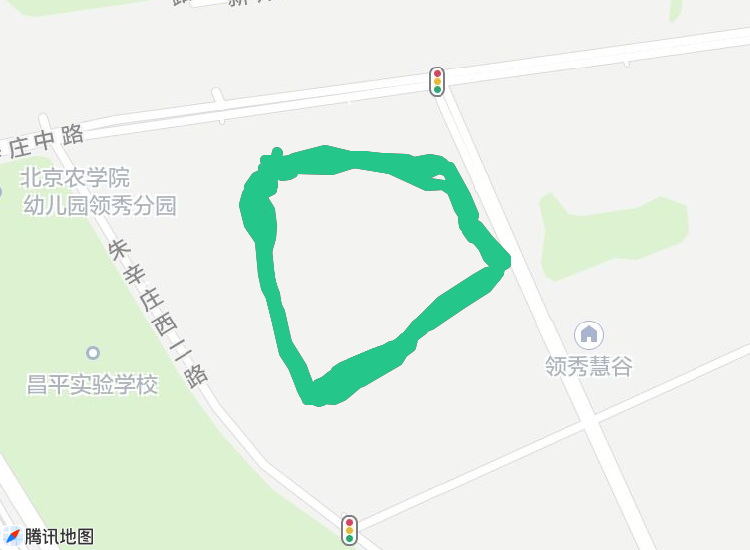 庄中路
北京农学院
幼儿园领秀分园
朱辛庄西二路
昌平实验学校
领秀慧谷
腾讯地图